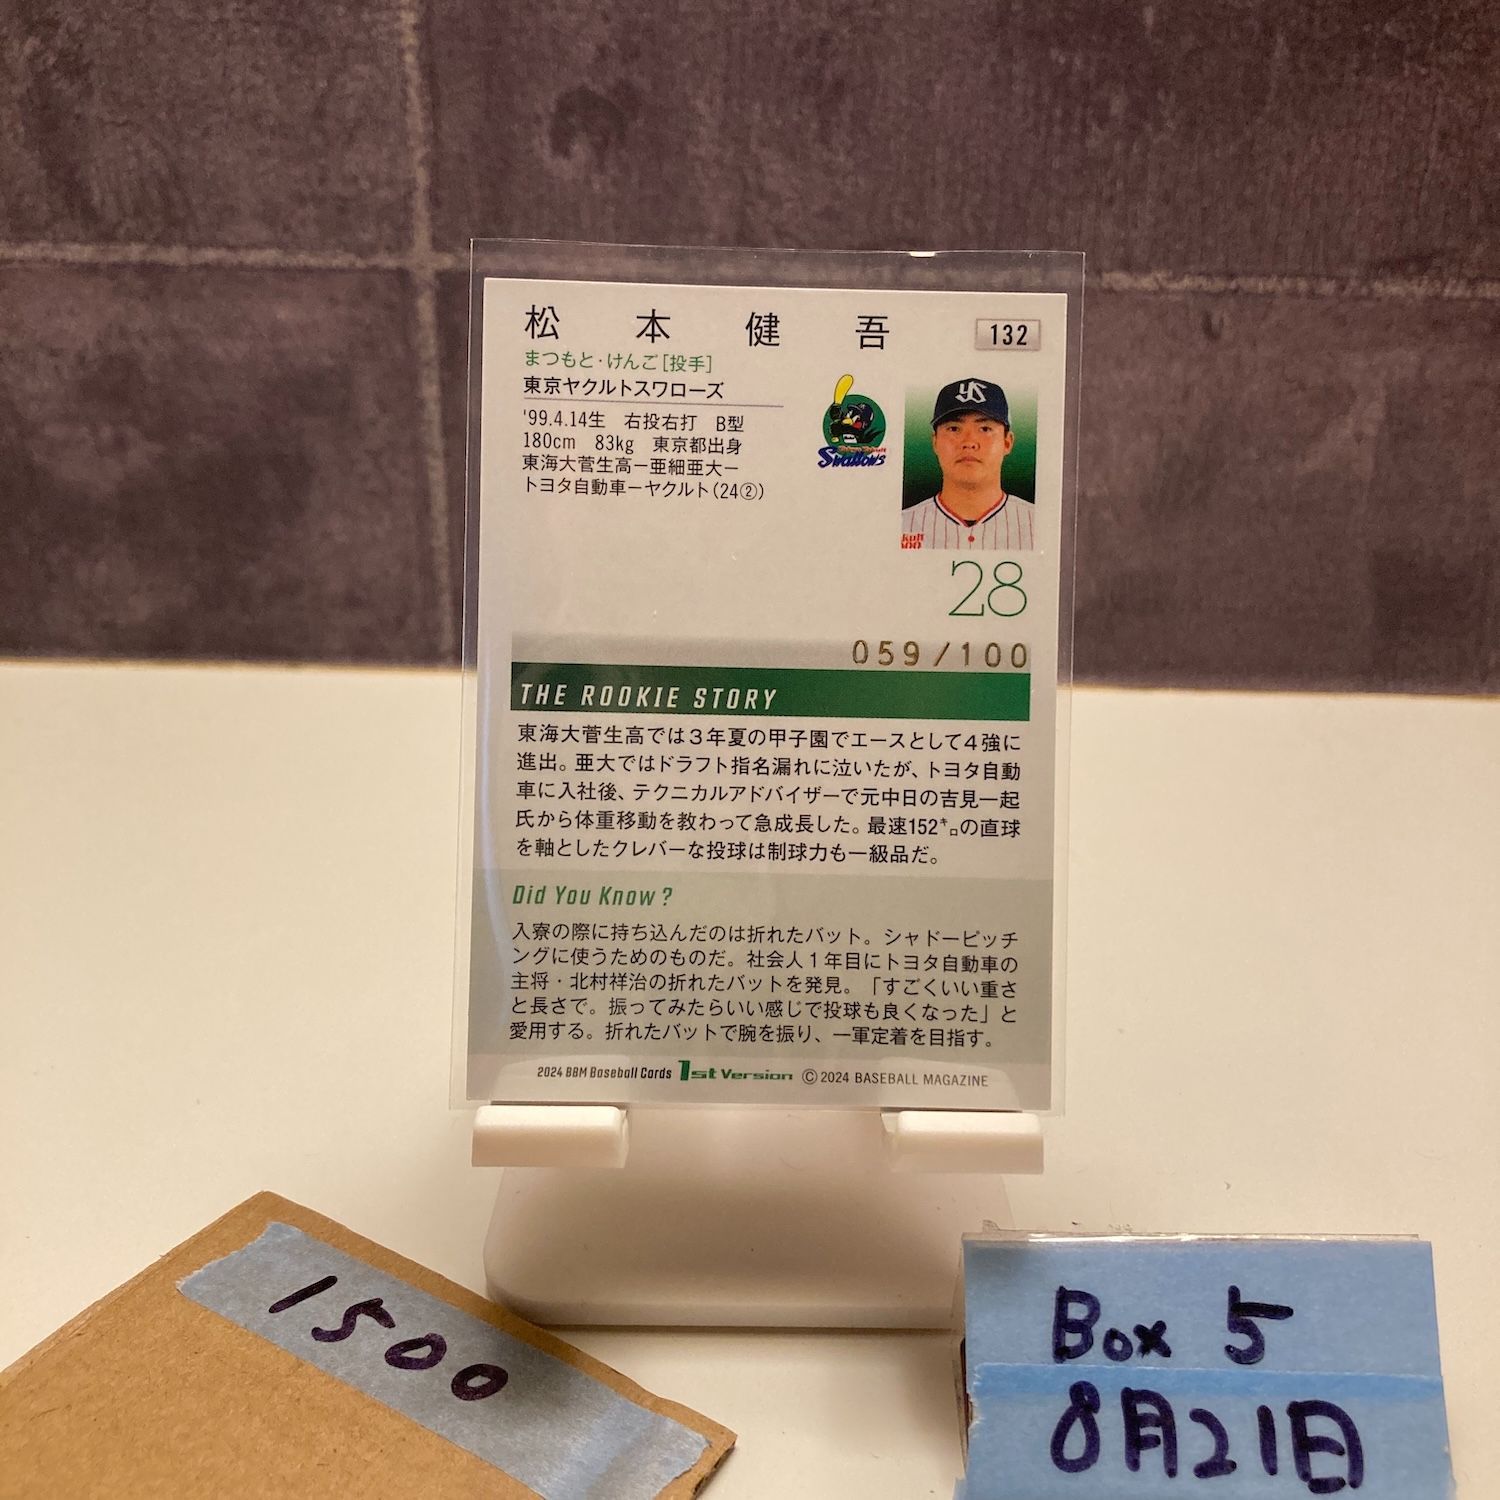 松本健吾
132
まつもと・けんご[投手]
東京ヤクルトスワローズ
'99.4.14生 右投右打 B型
180cm 83kg 東京都出身
東海大菅生高ー亜細亜大ー
トヨタ自動車ーヤクルト(24②)
Swallows
28
059/100
THE ROOKIE STORY
東海大菅生高では3年夏の甲子園でエースとして4強に
進出。亜大ではドラフト指名漏れに泣いたが、トヨタ自動
車に入社後、テクニカルアドバイザーで元中日の吉見一起
氏から体重移動を教わって急成長した。最速152㌔の直球
を軸としたクレバーな投球は制球力も一級品だ。
Did You Know?
入寮の際に持ち込んだのは折れたバット。シャドーピッチ
ングに使うためのものだ。社会人1年目にトヨタ自動車の
主将・北村祥治の折れたバットを発見。「すごくいい重さ
と長さで。振ってみたらいい感じで投球も良くなった」と
愛用する。折れたバットで腕を振り、一軍定着を目指す。
2024 BBM Baseball Cards 1st Version ©2024 BASEBALL MAGAZINE
1500
Box 5
8月21日